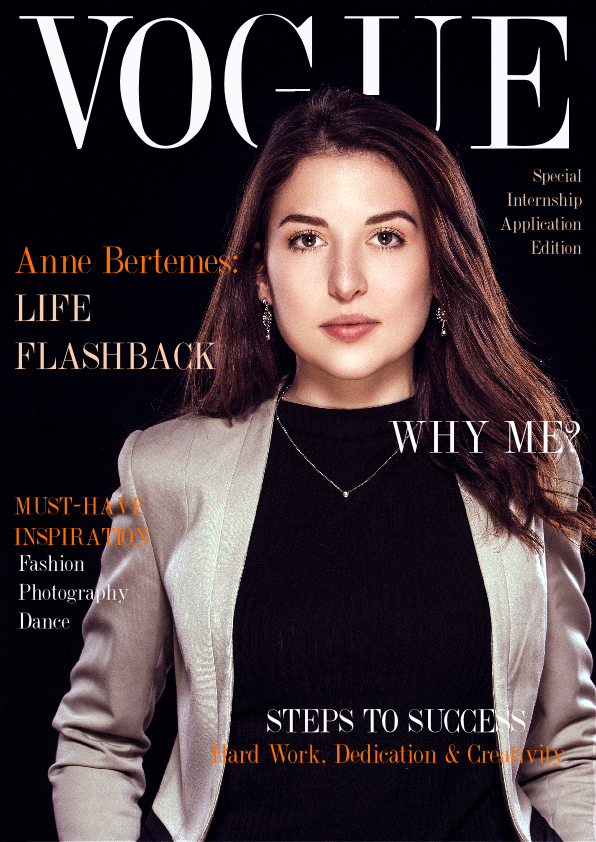 VOGUE
Special
Internship
Application
Edition
Anne Bertemes:
LIFE
FLASHBACK
WHY ME?
MUST-HAVE
INSPIRATION
Fashion
Photography
Dance
STEPS TO SUCCESS
Hard Work, Dedication & Creativity